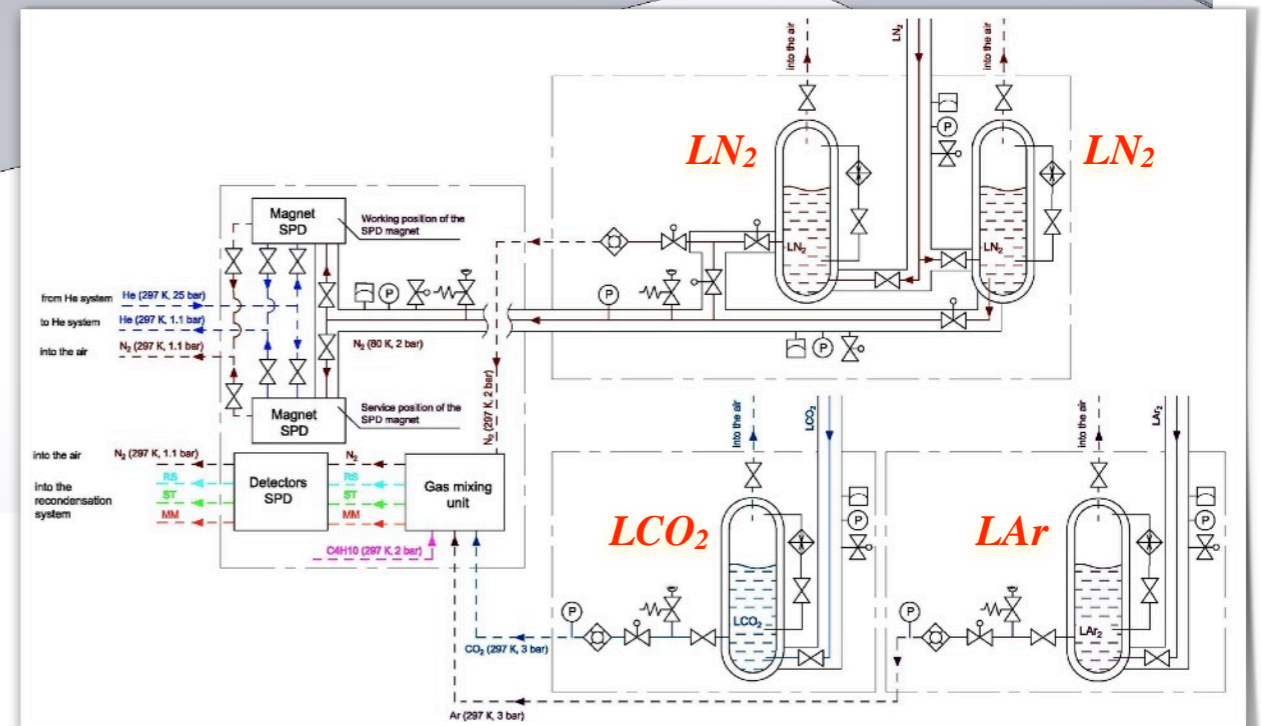 into the air
LN₂
into the air
P
LN₂
LN₂
LN₂
LN₂
Magnet
SPD
Working position of the
SPD magnet
from He system
He (297 K, 25 bar)
to He system
He (297 K, 1.1 bar)
into the air
N₂ (297 K, 1.1 bar)
P
P
N₂ (80 K, 2 bar)
P
N₂ (297 K, 2 bar)
Magnet
SPD
Service position of the
SPD magnet
into the air
N₂ (297 K, 1.1 bar)
N₂
into the
recondensation
system
RS
ST
MM
Detectors
SPD
RS
ST
MM
Gas mixing
unit
C4H10 (297 K, 2 bar)
into the air
LCO₂
P
LCO₂
LCO₂
P
CO₂ (297 K, 3 bar)
into the air
LAr₂
P
LAr
LAr₂
P
Ar (297 K, 3 bar)